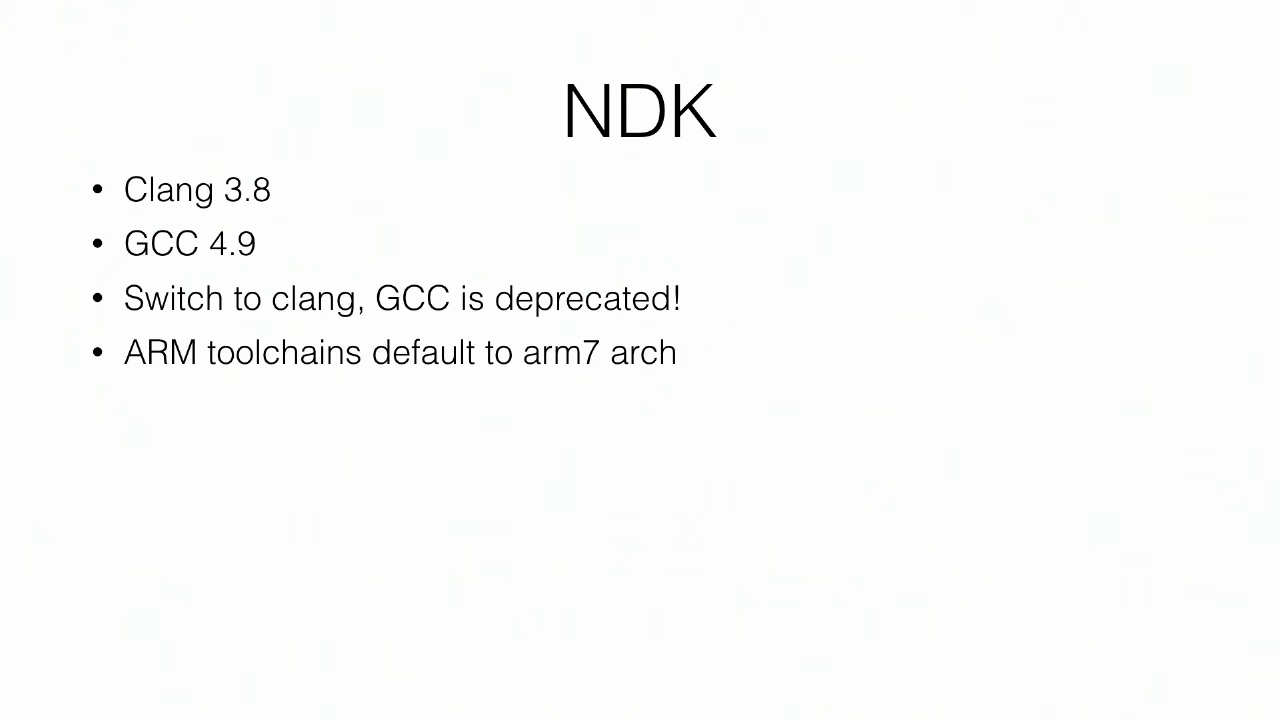 NDK
• Clang 3.8
• GCC 4.9
• Switch to clang, GCC is deprecated!
• ARM toolchains default to arm7 arch